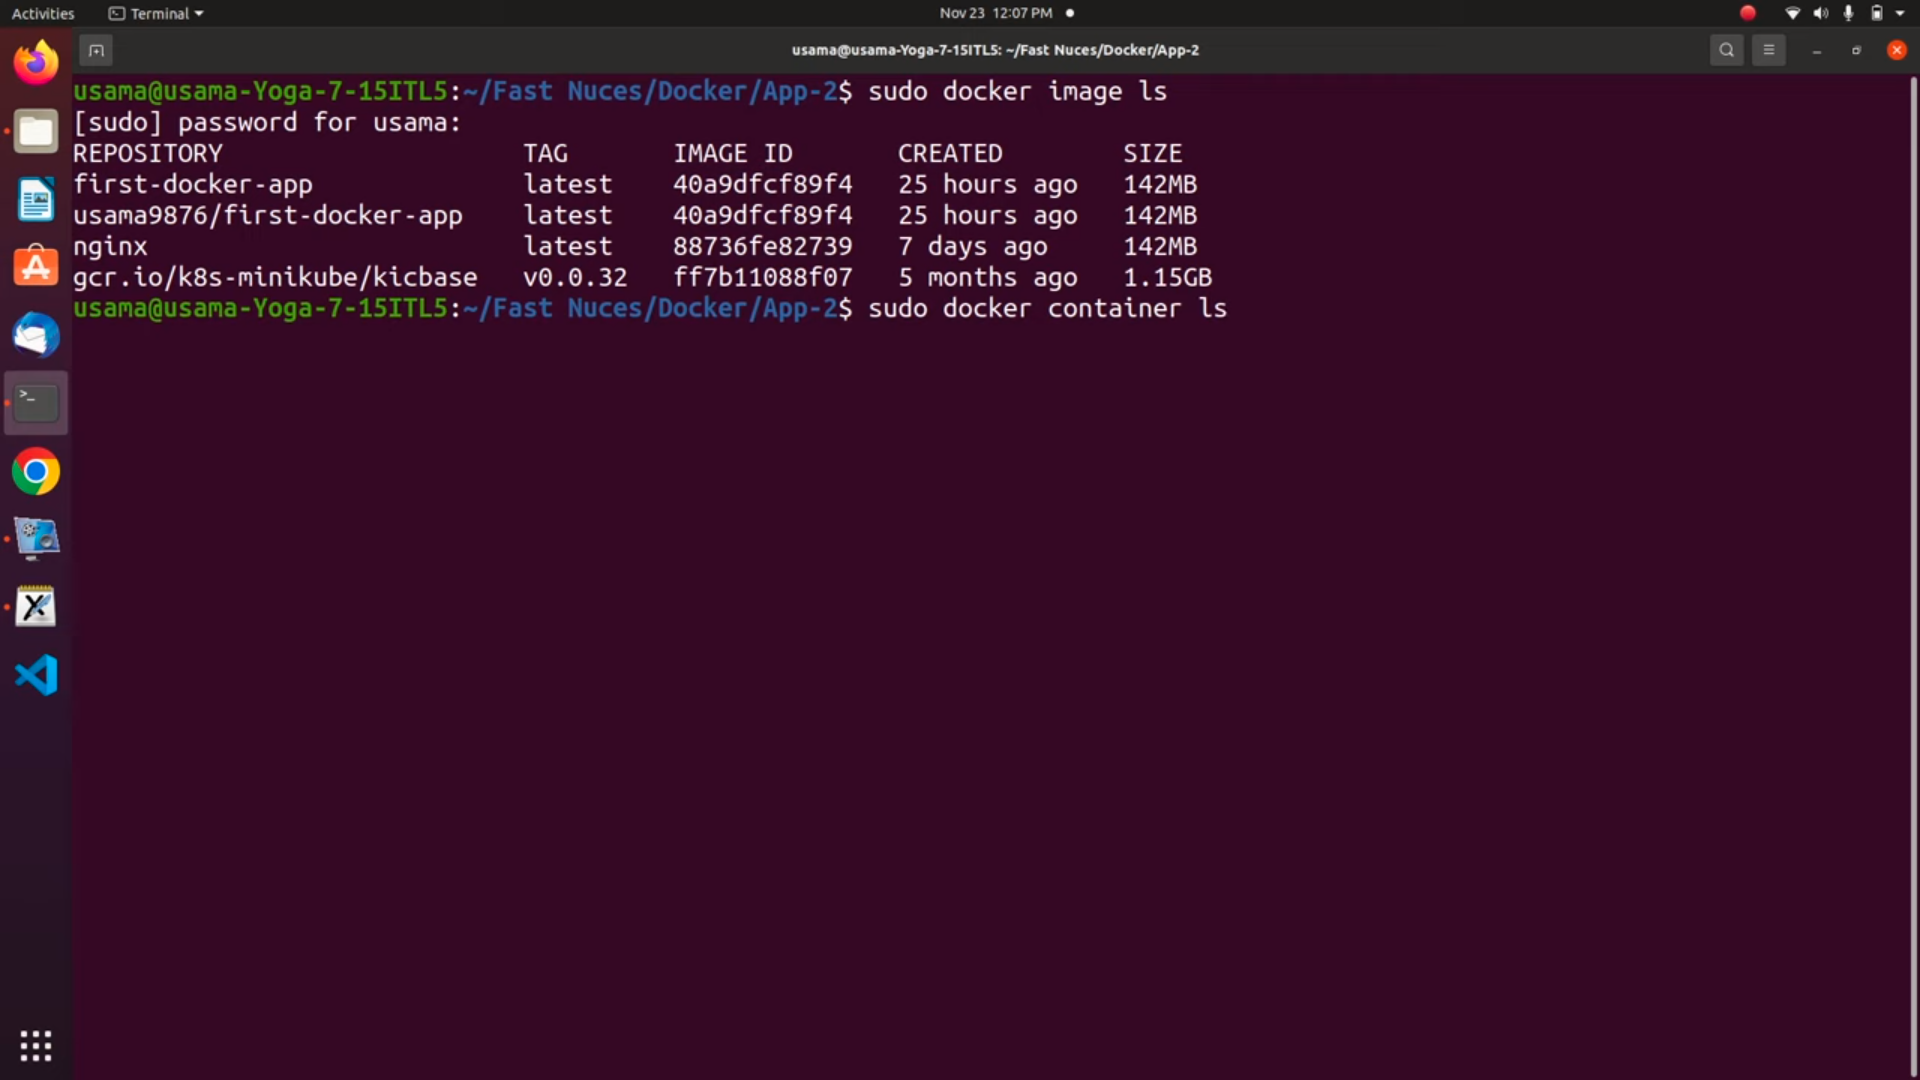 Activities Terminal Nov 23 12:07 PM
usama@usama-Yoga-7-15ITL5: ~/Fast Nuces/Docker/App-2
usama@usama-Yoga-7-15ITL5:~/Fast Nuces/Docker/App-2$ sudo docker image ls
[sudo] password for usama:
REPOSITORY TAG IMAGE ID CREATED SIZE
first-docker-app latest 40a9dfcf89f4 25 hours ago 142MB
usama9876/first-docker-app latest 40a9dfcf89f4 25 hours ago 142MB
nginx latest 88736fe82739 7 days ago 142MB
gcr.io/k8s-minikube/kicbase v0.0.32 ff7b11088f07 5 months ago 1.15GB
usama@usama-Yoga-7-15ITL5:~/Fast Nuces/Docker/App-2$ sudo docker container ls